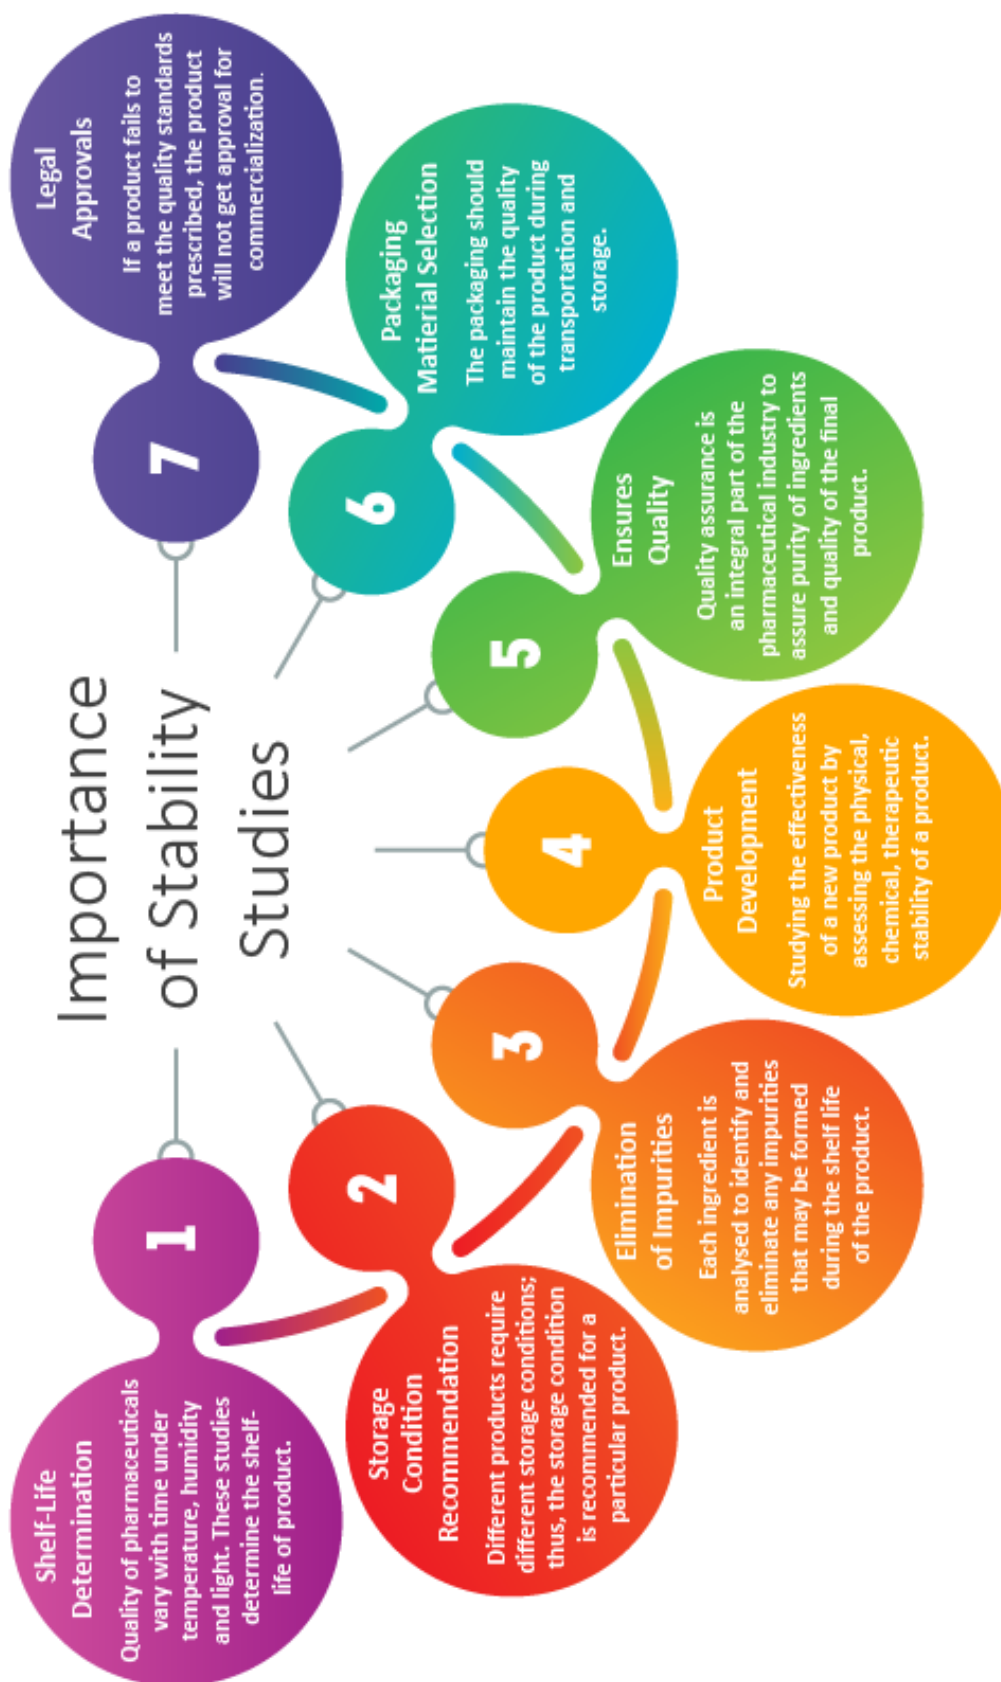 Importance
of Stability
Studies
1
Shelf-Life
Determination
Quality of pharmaceuticals
vary with time under
temperature, humidity
and light. These studies
determine the shelf-
life of product.
2
Storage
Condition
Recommendation
Different products require
different storage conditions;
thus, the storage condition
is recommended for a
particular product.
3
Elimination
of Impurities
Each ingredient is
analysed to identify and
eliminate any impurities
that may be formed
during the shelf life
of the product.
4
Product
Development
Studying the effectiveness
of a new product by
assessing the physical,
chemical, therapeutic
stability of a product.
5
Ensures
Quality
Quality assurance is
an integral part of the
pharmaceutical industry to
assure purity of ingredients
and quality of the final
product.
6
Packaging
Matierial Selection
The packaging should
maintain the quality
of the product during
transportation and
storage.
7
Legal
Approvals
If a product fails to
meet the quality standards
prescribed, the product
will not get approval for
commercialization.